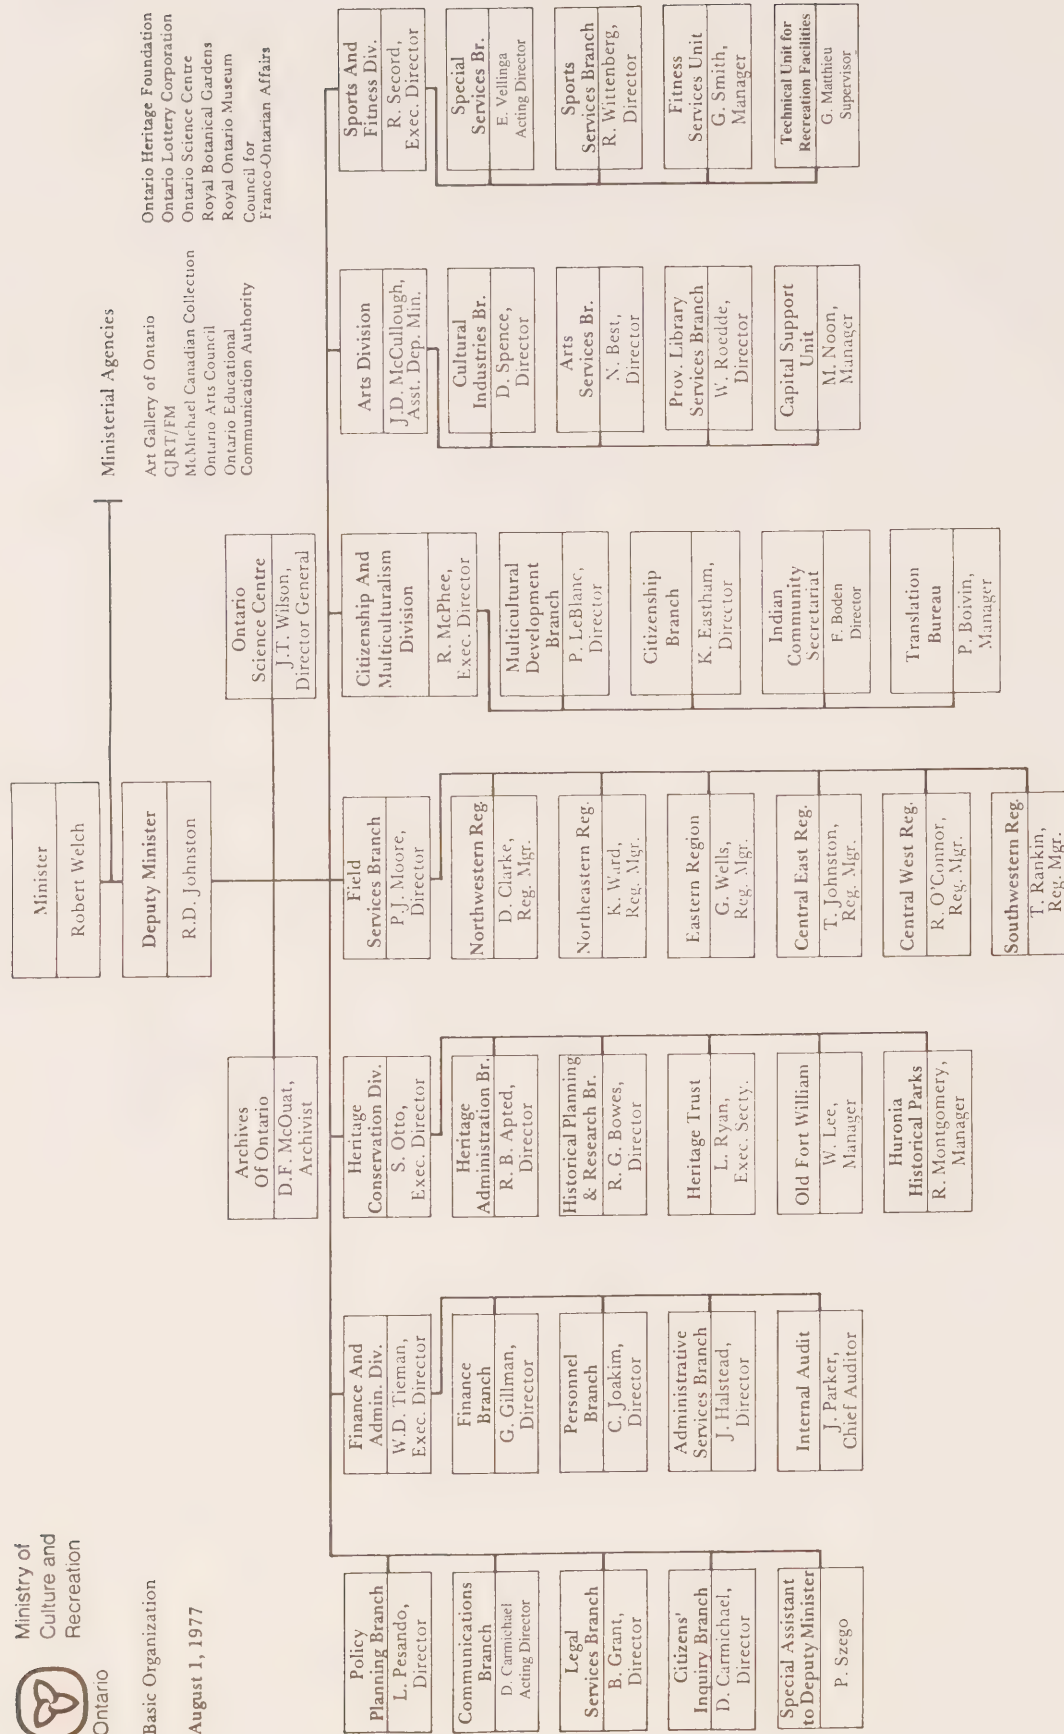 Ontario
Ministry of
Culture and
Recreation
Basic Organization
August 1, 1977
Minister
Robert Welch
Deputy Minister
R.D. Johnston
Ministerial Agencies
Art Gallery of Ontario
CJRT/FM
McMichael Canadian Collection
Ontario Arts Council
Ontario Educational
Communication Authority
Ontario Heritage Foundation
Ontario Lottery Corporation
Ontario Science Centre
Royal Botanical Gardens
Royal Ontario Museum
Council for
Franco-Ontarian Affairs
Archives
Of Ontario
D.F. McOuat,
Archivist
Ontario
Science Centre
J.T. Wilson,
Director General
Policy
Planning Branch
L. Pesando,
Director
Communications
Branch
D. Carmichael
Acting Director
Legal
Services Branch
B. Grant,
Director
Citizens'
Inquiry Branch
D. Carmichael,
Director
Special Assistant
to Deputy Minister
P. Szego
Finance And
Admin. Div.
W.D. Tieman,
Exec. Director
Finance
Branch
G. Gillman,
Director
Personnel
Branch
C. Joakim,
Director
Administrative
Services Branch
J. Halstead,
Director
Internal Audit
J. Parker,
Chief Auditor
Heritage
Conservation Div.
S. Otto,
Exec. Director
Heritage
Administration Br.
R. B. Apted,
Director
Historical Planning
& Research Br.
R. G. Bowes,
Director
Heritage Trust
L. Ryan,
Exec. Secty.
Old Fort William
W. Lee,
Manager
Huronia
Historical Parks
R. Montgomery,
Manager
Field
Services Branch
P.J. Moore,
Director
Northwestern Reg.
D. Clarke,
Reg. Mgr.
Northeastern Reg.
K. Ward,
Reg. Mgr.
Eastern Region
G. Wells,
Reg. Mgr.
Central East Reg.
T. Johnston,
Reg. Mgr.
Central West Reg.
R. O'Connor,
Reg. Mgr.
Southwestern Reg.
T. Rankin,
Reg. Mgr.
Citizenship And
Multiculturalism
Division
R. McPhee,
Exec. Director
Multicultural
Development
Branch
P. LeBlanc,
Director
Citizenship
Branch
K. Eastham,
Director
Indian
Community
Secretariat
F. Boden
Director
Translation
Bureau
P. Boivin,
Manager
Arts Division
J.D. McCullough,
Asst. Dep. Min.
Cultural
Industries Br.
D. Spence,
Director
Arts
Services Br.
N. Best,
Director
Prov. Library
Services Branch
W. Roedde,
Director
Capital Support
Unit
M. Noon,
Manager
Sports And
Fitness Div.
R. Secord,
Exec. Director
Special
Services Br.
E. Vellinga
Acting Director
Sports
Services Branch
R. Wittenberg,
Director
Fitness
Services Unit
G. Smith,
Manager
Technical Unit for
Recreation Facilities
G. Matthieu
Supervisor